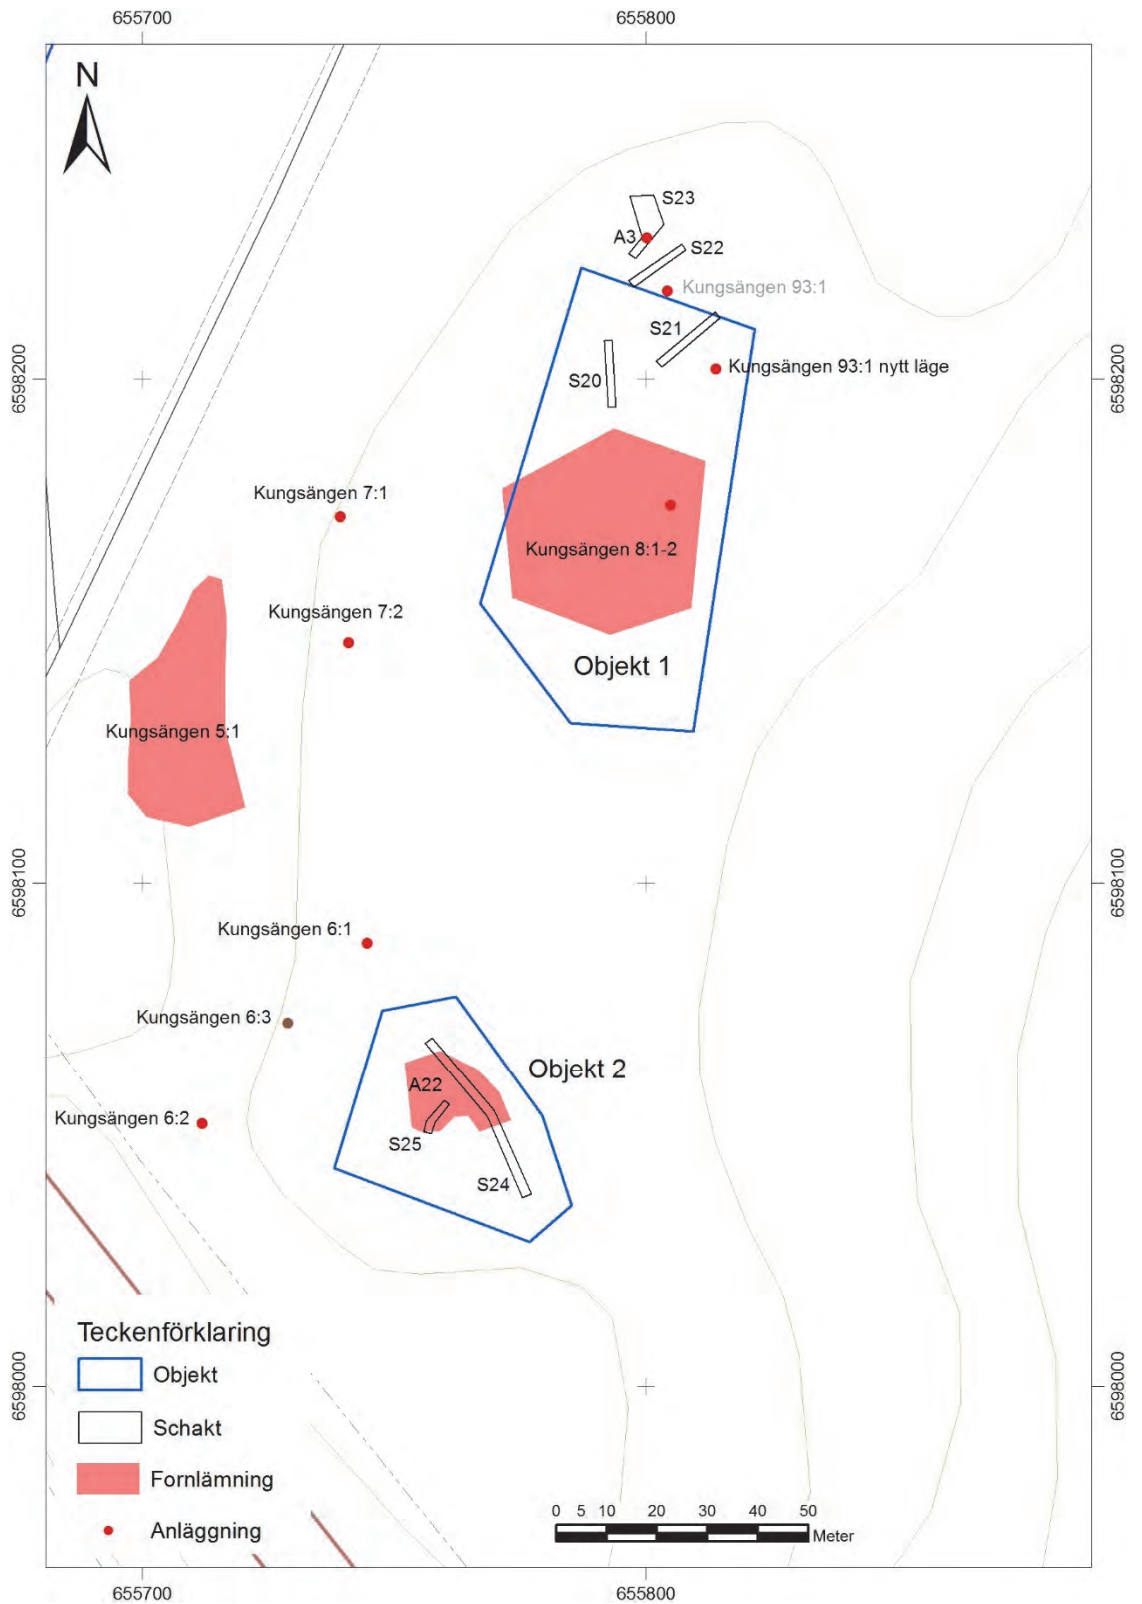 655700
655800
N
S23
A3
S22
Kungsängen 93:1
S21
Kungsängen 93:1 nytt läge
6598200
6598200
S20
Kungsängen 7:1
Kungsängen 8:1-2
Kungsängen 7:2
Objekt 1
Kungsängen 5:1
6598100
6598100
Kungsängen 6:1
Kungsängen 6:3
Objekt 2
A22
Kungsängen 6:2
S25
S24
Teckenförklaring
Objekt
6598000
6598000
Schakt
Fornlämning
Anläggning
0 5 10 20 30 40 50
Meter
655700
655800